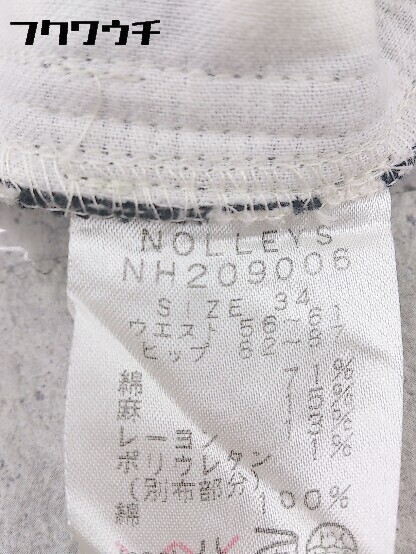 フクワウチ
NOLLEYS
NH209006
SIZE 34
ウエスト 56~61
ヒップ 82~87
綿
麻
レーヨン
ポリウレタン
(別布部分)
綿 100%